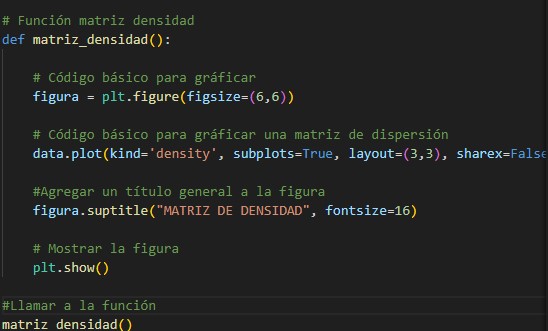 # Función matriz densidad
def matriz_densidad():
# Código básico para gráficar
figura = plt.figure(figsize=(6,6))
# Código básico para gráficar una matriz de dispersión
data.plot(kind='density', subplots=True, layout=(3,3), sharex=False
#Agregar un título general a la figura
figura.suptitle("MATRIZ DE DENSIDAD", fontsize=16)
# Mostrar la figura
plt.show()
#Llamar a la función
matriz_densidad()